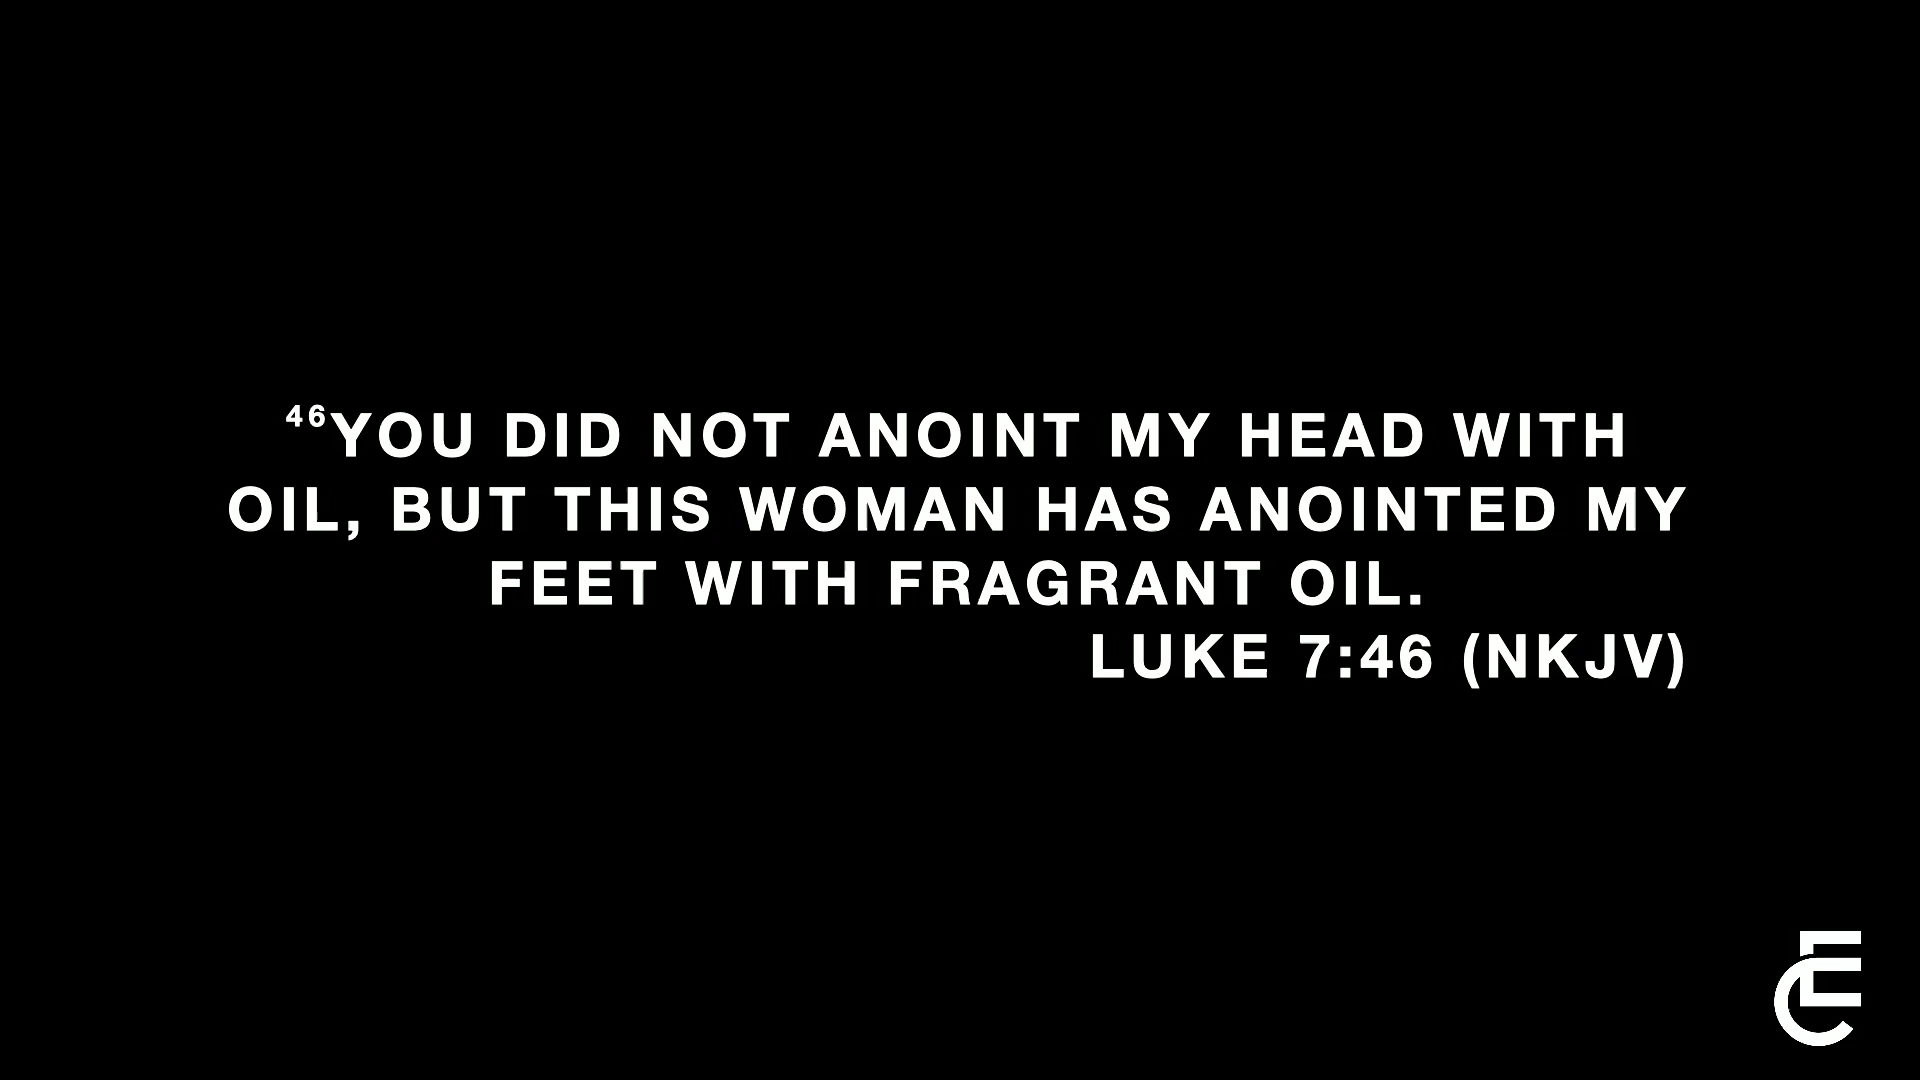 ⁴⁶YOU DID NOT ANOINT MY HEAD WITH
OIL, BUT THIS WOMAN HAS ANOINTED MY
FEET WITH FRAGRANT OIL.
LUKE 7:46 (NKJV)
EC